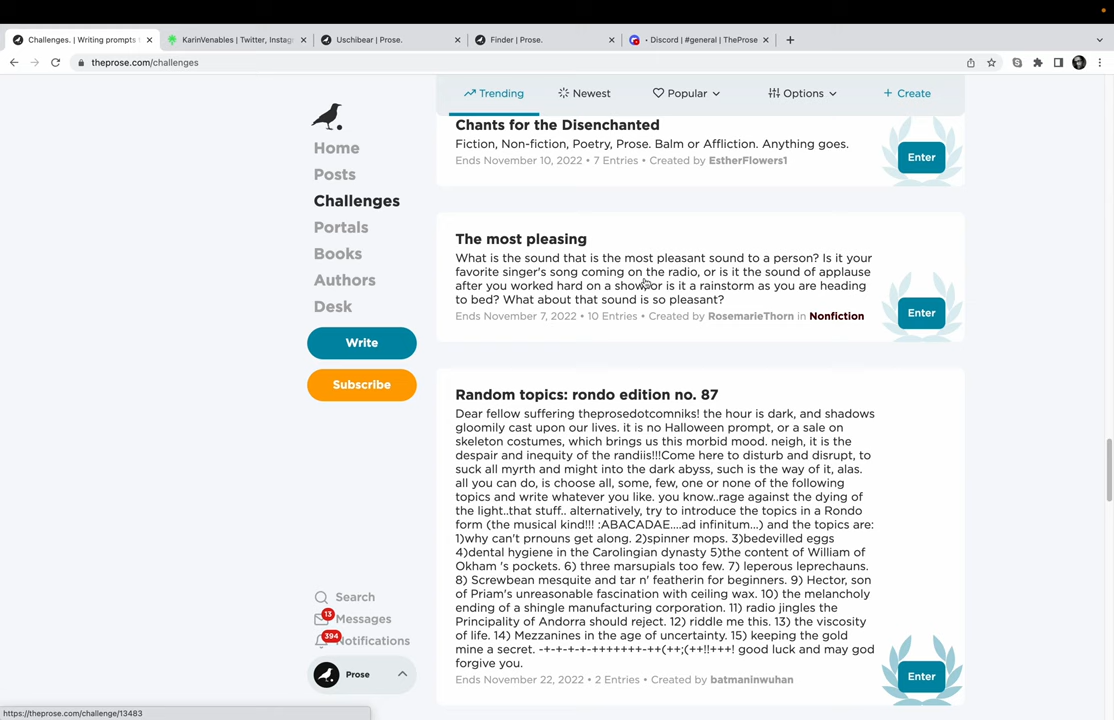 Challenges. | Writing prompts
KarinVenables | Twitter, Instag
Uschibear | Prose.
Finder | Prose.
· Discord | #general | TheProse
theprose.com/challenges
Trending
Newest
Popular
Options
+ Create
Home
Posts
Challenges
Portals
Books
Authors
Desk
Write
Subscribe
Search
13
Messages
394
Notifications
Prose
Chants for the Disenchanted
Fiction, Non-fiction, Poetry, Prose. Balm or Affliction. Anything goes.
Ends November 10, 2022 • 7 Entries • Created by EstherFlowers1
Enter
The most pleasing
What is the sound that is the most pleasant sound to a person? Is it your
favorite singer's song coming on the radio, or is it the sound of applause
after you worked hard on a show or is it a rainstorm as you are heading
to bed? What about that sound is so pleasant?
Ends November 7, 2022 • 10 Entries • Created by RosemarieThorn in Nonfiction
Enter
Random topics: rondo edition no. 87
Dear fellow suffering theprosedotcomniks! the hour is dark, and shadows
gloomily cast upon our lives. it is no Halloween prompt, or a sale on
skeleton costumes, which brings us this morbid mood. neigh, it is the
despair and inequity of the randiis!!!Come here to disturb and disrupt, to
suck all myrth and might into the dark abyss, such is the way of it, alas.
all you can do, is choose all, some, few, one or none of the following
topics and write whatever you like. you know..rage against the dying of
the light..that stuff.. alternatively, try to introduce the topics in a Rondo
form (the musical kind!!! :ABACADAE....ad infinitum...) and the topics are:
1)why can't prnouns get along. 2)spinner mops. 3)bedevilled eggs
4)dental hygiene in the Carolingian dynasty 5)the content of William of
Okham 's pockets. 6) three marsupials too few. 7) leperous leprechauns.
8) Screwbean mesquite and tar n' featherin for beginners. 9) Hector, son
of Priam's unreasonable fascination with ceiling wax. 10) the melancholy
ending of a shingle manufacturing corporation. 11) radio jingles the
Principality of Andorra should reject. 12) riddle me this. 13) the viscosity
of life. 14) Mezzanines in the age of uncertainty. 15) keeping the gold
mine a secret. -+-+-+-+-+++++++-++(++;(++!!+++! good luck and may god
forgive you.
Ends November 22, 2022 • 2 Entries • Created by batmaninwuhan
Enter
https://theprose.com/challenge/13483